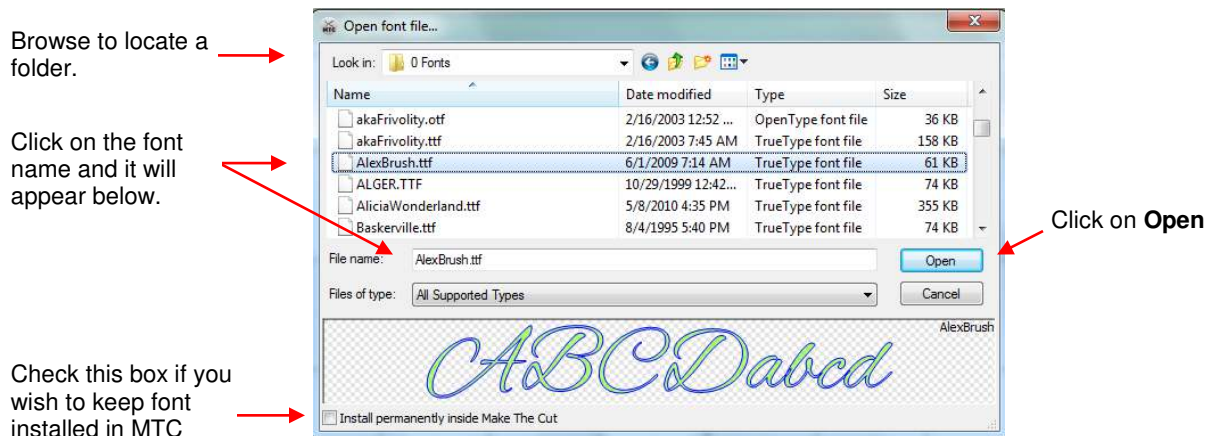 Browse to locate a
folder.
Click on the font
name and it will
appear below.
Check this box if you
wish to keep font
installed in MTC
MTC Open font file...
Look in: 0 Fonts
Name Date modified Type Size
akaFrivolity.otf 2/16/2003 12:52 ... OpenType font file 36 KB
akaFrivolity.ttf 2/16/2003 7:45 AM TrueType font file 158 KB
AlexBrush.ttf 6/1/2009 7:14 AM TrueType font file 61 KB
ALGER.TTF 10/29/1999 12:42... TrueType font file 74 KB
AliciaWonderland.ttf 5/8/2010 4:35 PM TrueType font file 355 KB
Baskerville.ttf 8/4/1995 5:40 PM TrueType font file 74 KB
File name: AlexBrush.ttf Open
Files of type: All Supported Types Cancel
AlexBrush
ABCDabcd
Install permanently inside Make The Cut
Click on Open